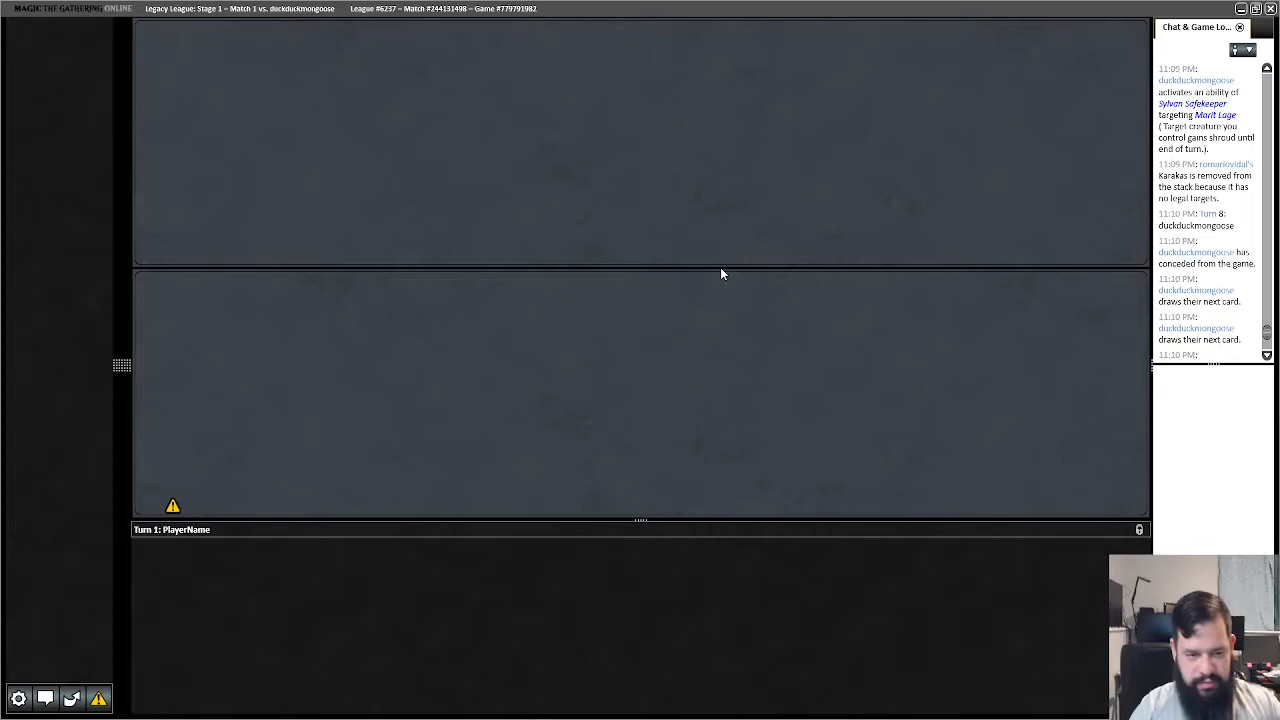 MAGIC THE GATHERING ONLINE Legacy League: Stage 1 – Match 1 vs. duckduckmongoose League #6237 – Match #244131498 – Game #779791982
Chat & Game Lo...
11:09 PM:
duckduckmongoose
activates an ability of
Sylvan Safekeeper
targeting Marit Lage
( Target creature you
control gains shroud until
end of turn.).
11:09 PM: romariovidal's
Karakas is removed from
the stack because it has
no legal targets.
11:10 PM: Turn 8:
duckduckmongoose
11:10 PM:
duckduckmongoose has
conceded from the game.
11:10 PM:
duckduckmongoose
draws their next card.
11:10 PM:
duckduckmongoose
draws their next card.
11:10 PM:
Turn 1: PlayerName